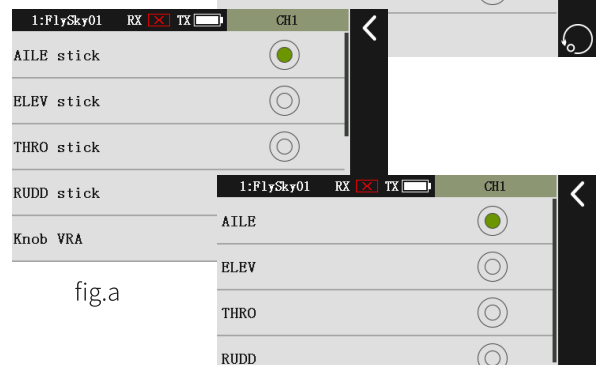 1:FlySky01 RX TX CH1
AILE stick
ELEV stick
THRO stick
RUDD stick
Knob VRA
fig.a
1:FlySky01 RX TX CH1
AILE
ELEV
THRO
RUDD